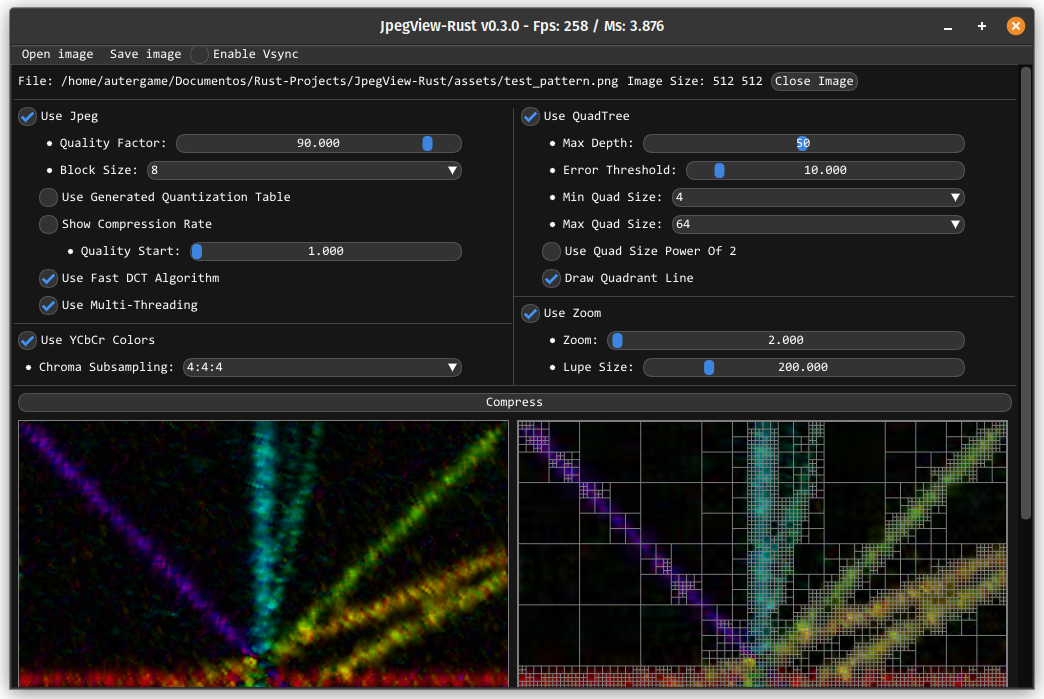 JpegView-Rust v0.3.0 - Fps: 258 / Ms: 3.876
Open image Save image Enable Vsync
File: /home/autergame/Documentos/Rust-Projects/JpegView-Rust/assets/test_pattern.png Image Size: 512 512 Close Image
Use Jpeg
• Quality Factor: 90.000
• Block Size: 8
Use Generated Quantization Table
Show Compression Rate
• Quality Start: 1.000
Use Fast DCT Algorithm
Use Multi-Threading
Use YCbCr Colors
• Chroma Subsampling: 4:4:4
Use QuadTree
• Max Depth: 50
• Error Threshold: 10.000
• Min Quad Size: 4
• Max Quad Size: 64
Use Quad Size Power Of 2
Draw Quadrant Line
Use Zoom
• Zoom: 2.000
• Lupe Size: 200.000
Compress